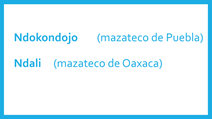 Ndokondojo (mazateco de Puebla)
Ndali (mazateco de Oaxaca)